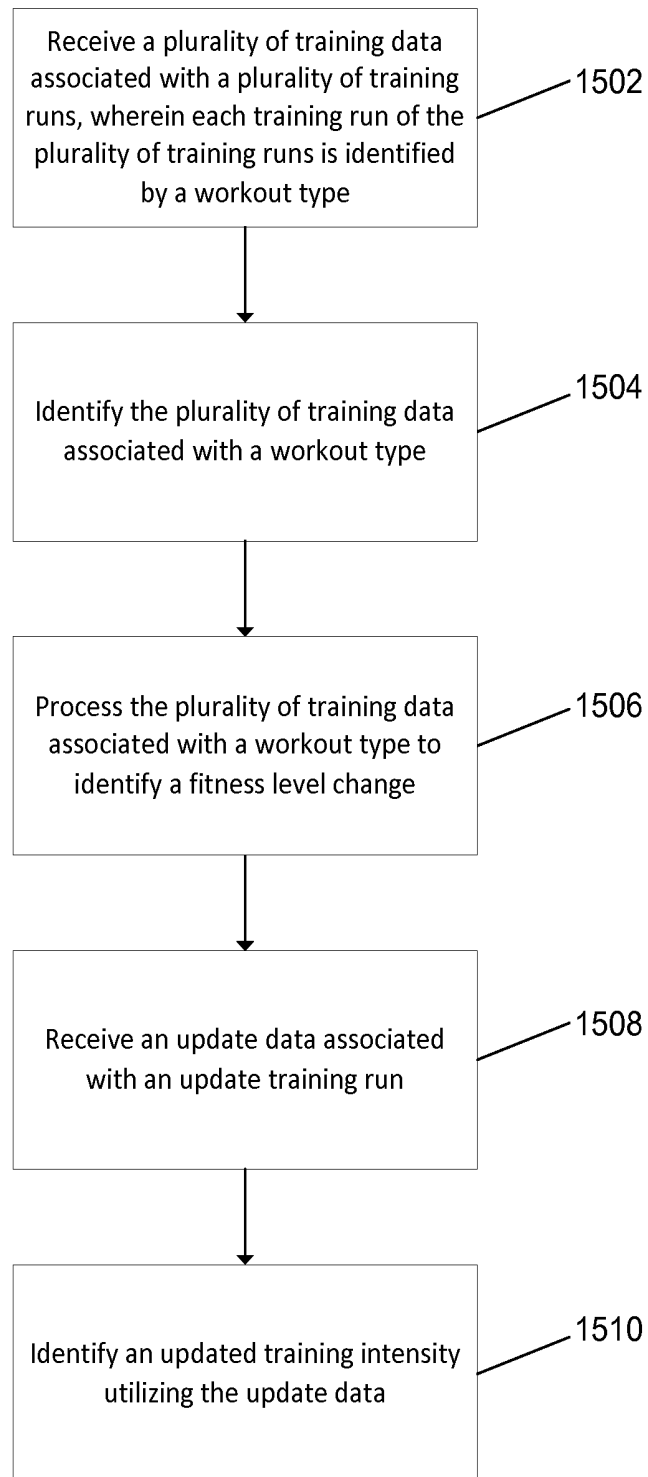 Receive a plurality of training data
associated with a plurality of training
runs, wherein each training run of the
plurality of training runs is identified
by a workout type
1502
Identify the plurality of training data
associated with a workout type
1504
Process the plurality of training data
associated with a workout type to
identify a fitness level change
1506
Receive an update data associated
with an update training run
1508
Identify an updated training intensity
utilizing the update data
1510